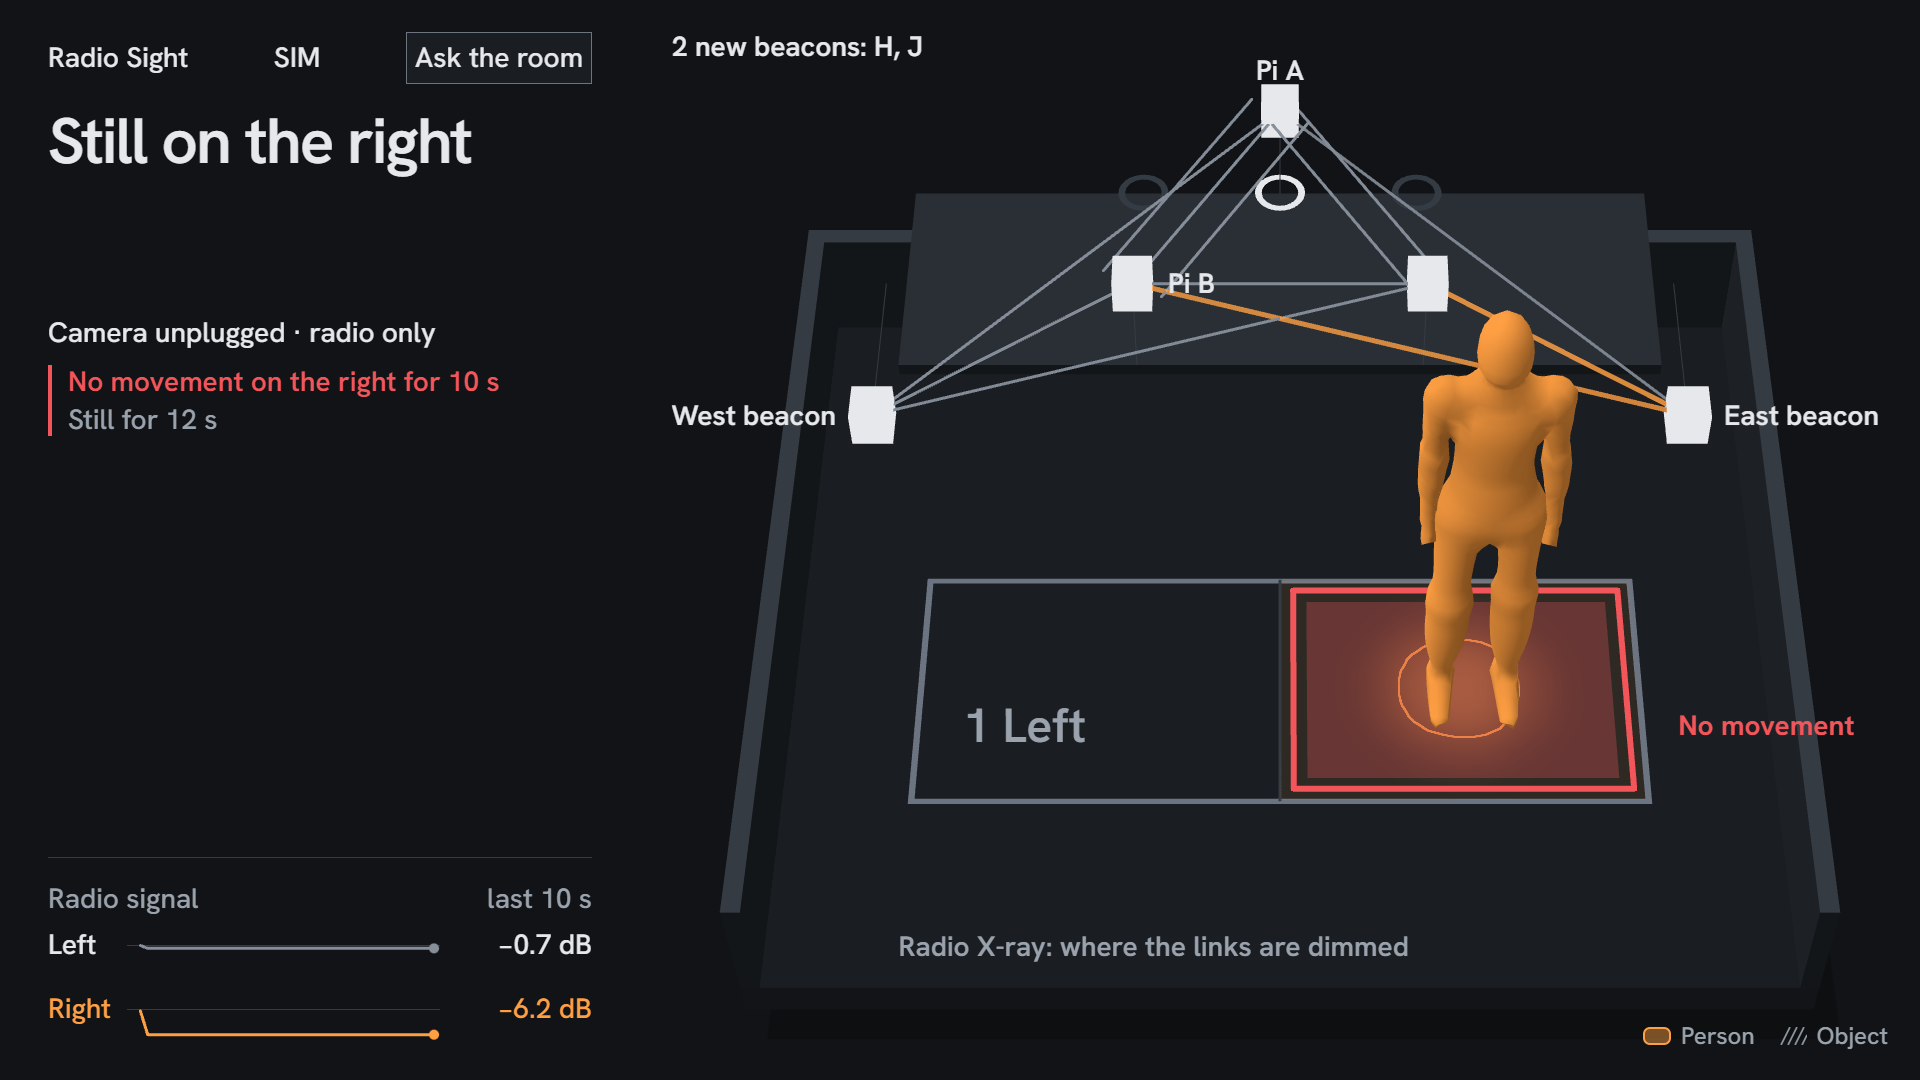 Radio Sight
SIM
Ask the room
Still on the right
Camera unplugged · radio only
No movement on the right for 10 s
Still for 12 s
Radio signal
last 10 s
Left
−0.7 dB
Right
−6.2 dB
2 new beacons: H, J
Pi A
Pi B
West beacon
East beacon
1 Left
No movement
Radio X-ray: where the links are dimmed
Person
Object